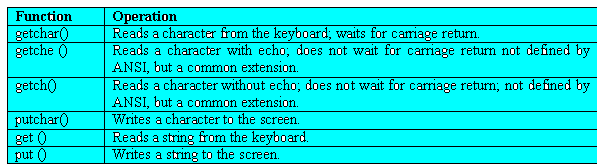 Function Operation
getchar() Reads a character from the keyboard; waits for carriage return.
getche () Reads a character with echo; does not wait for carriage return not defined by
ANSI, but a common extension.
getch() Reads a character without echo; does not wait for carriage return; not defined by
ANSI, but a common extension.
putchar() Writes a character to the screen.
get () Reads a string from the keyboard.
put () Writes a string to the screen.